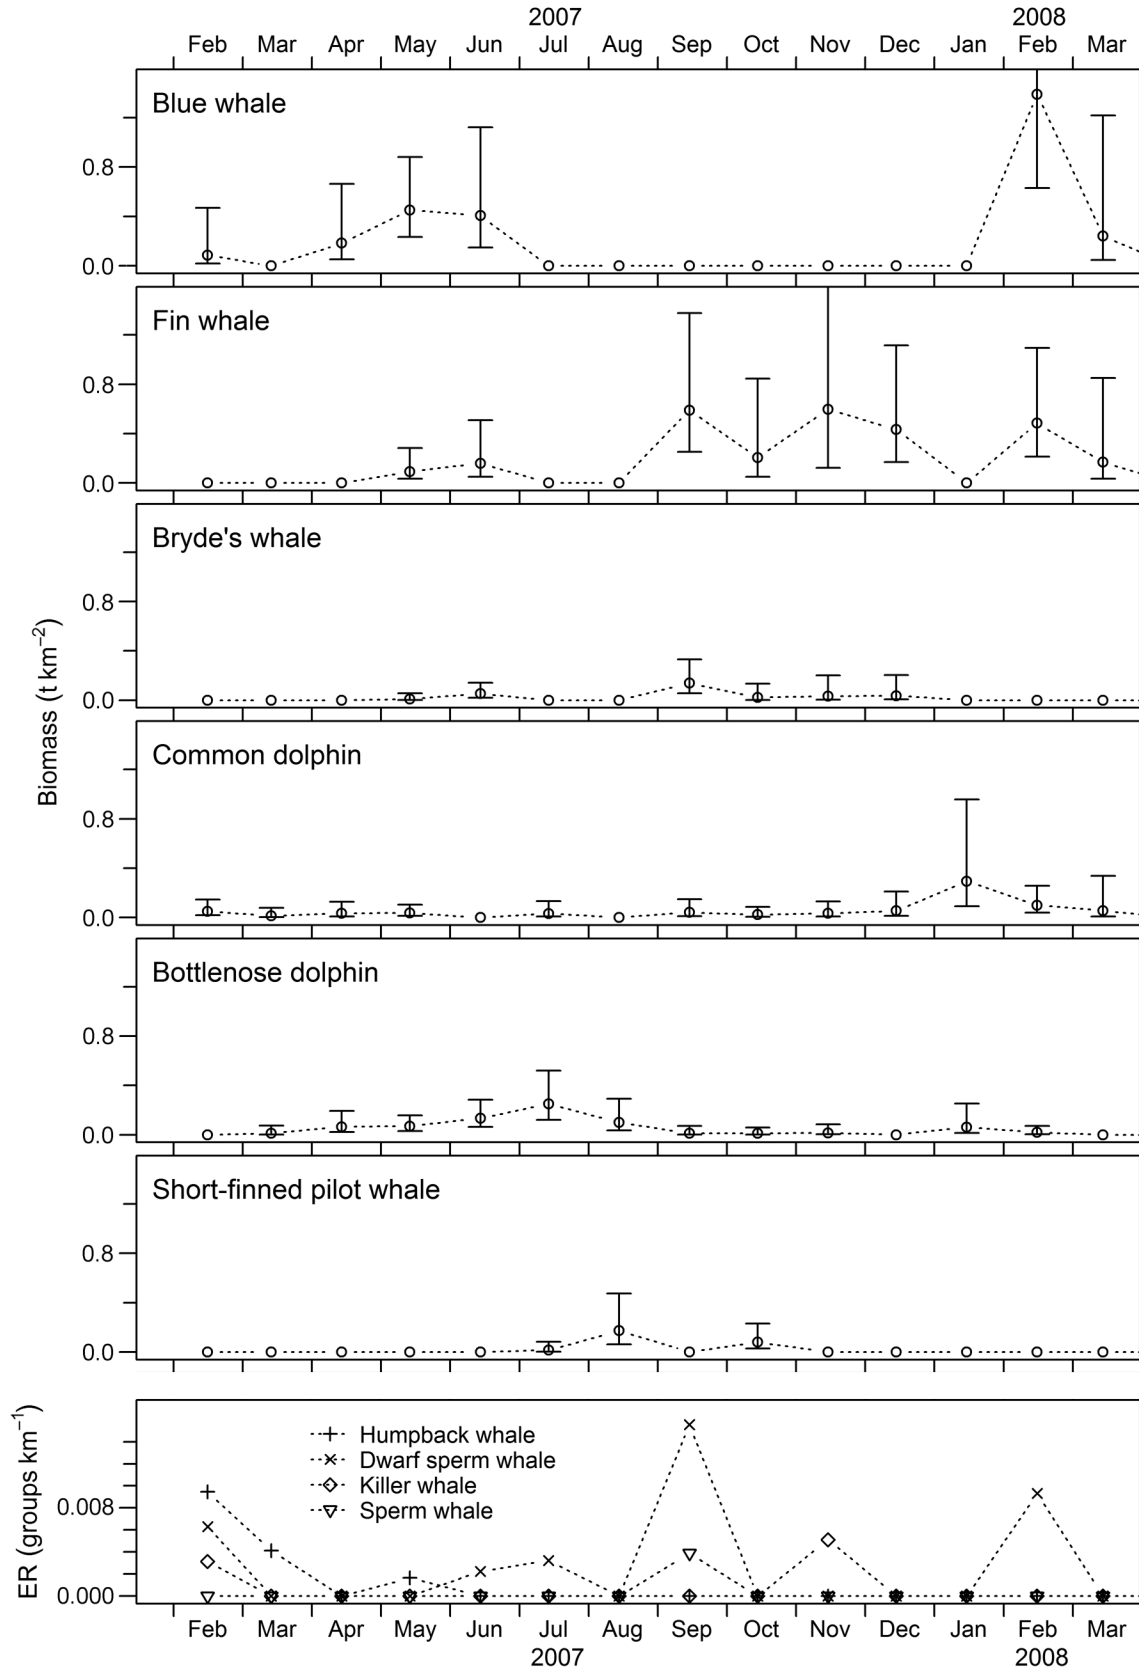 2007 2008
Feb Mar Apr May Jun Jul Aug Sep Oct Nov Dec Jan Feb Mar
Blue whale
0.8
0.0
Fin whale
0.8
0.0
Bryde's whale
0.8
0.0
Common dolphin
0.8
0.0
Bottlenose dolphin
0.8
0.0
Short-finned pilot whale
0.8
0.0
Biomass (t km⁻²)
Humpback whale
Dwarf sperm whale
Killer whale
Sperm whale
0.008
0.000
ER (groups km⁻¹)
Feb Mar Apr May Jun Jul Aug Sep Oct Nov Dec Jan Feb Mar
2007 2008